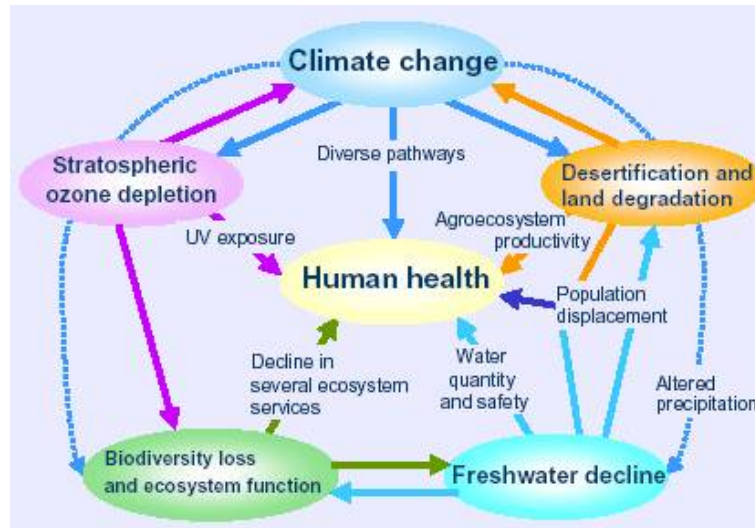 Climate change
Diverse pathways
Stratospheric
ozone depletion
Desertification and
land degradation
UV exposure
Agroecosystem
productivity
Human health
Population
displacement
Decline in
several ecosystem
services
Water
quantity
and safety
Altered
precipitation
Biodiversity loss
and ecosystem function
Freshwater decline